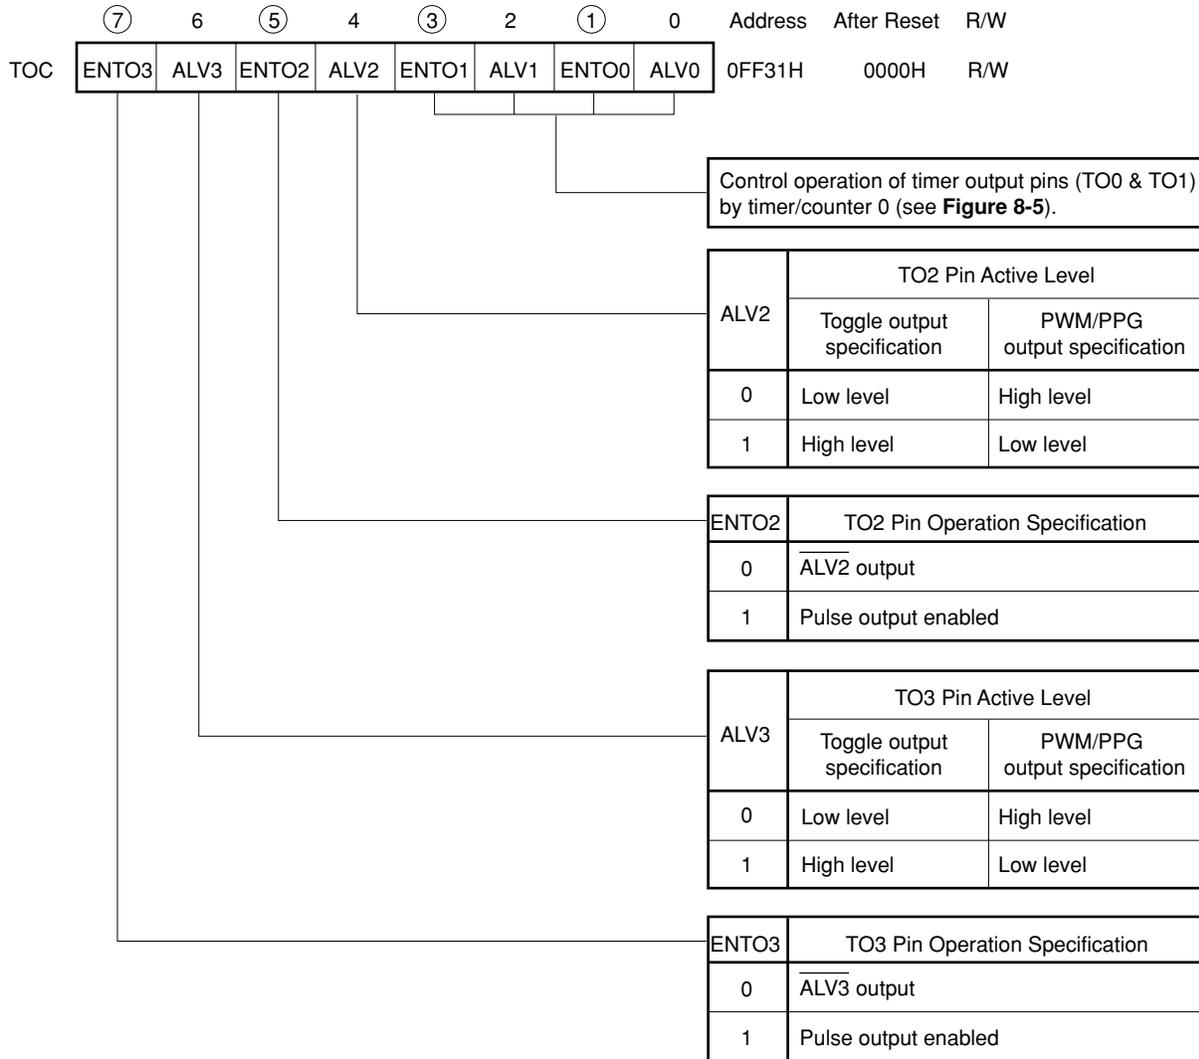 ⑦ 6 ⑤ 4 ③ 2 ① 0 Address After Reset R/W
TOC ENTO3 ALV3 ENTO2 ALV2 ENTO1 ALV1 ENTO0 ALV0 0FF31H 0000H R/W
Control operation of timer output pins (TO0 & TO1)
by timer/counter 0 (see Figure 8-5).
ALV2 TO2 Pin Active Level
Toggle output PWM/PPG
specification output specification
0 Low level High level
1 High level Low level
ENTO2 TO2 Pin Operation Specification
0 A̅L̅V̅2̅ output
1 Pulse output enabled
ALV3 TO3 Pin Active Level
Toggle output PWM/PPG
specification output specification
0 Low level High level
1 High level Low level
ENTO3 TO3 Pin Operation Specification
0 A̅L̅V̅3̅ output
1 Pulse output enabled